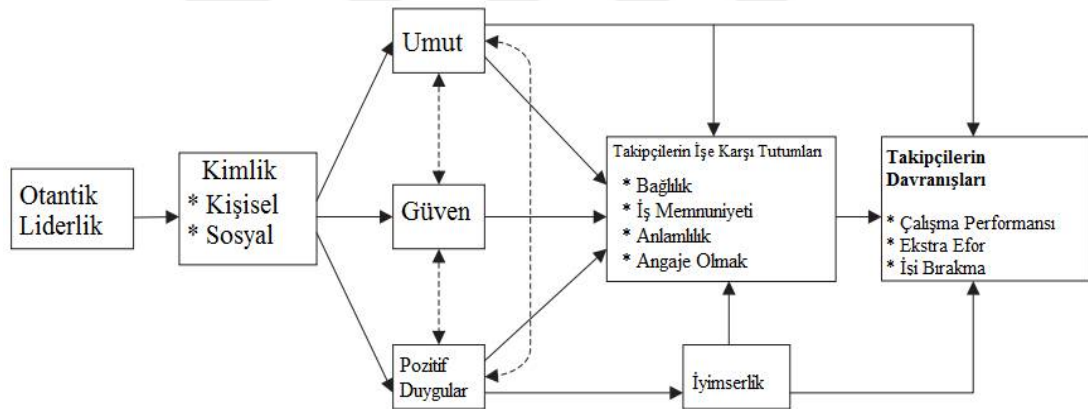 Otantik
Liderlik
Kimlik
* Kişisel
* Sosyal
Umut
Güven
Pozitif
Duygular
Takipçilerin İşe Karşı Tutumları
* Bağlılık
* İş Memnuniyeti
* Anlamlılık
* Angaje Olmak
İyimserlik
Takipçilerin
Davranışları
* Çalışma Performansı
* Ekstra Efor
* İşi Bırakma